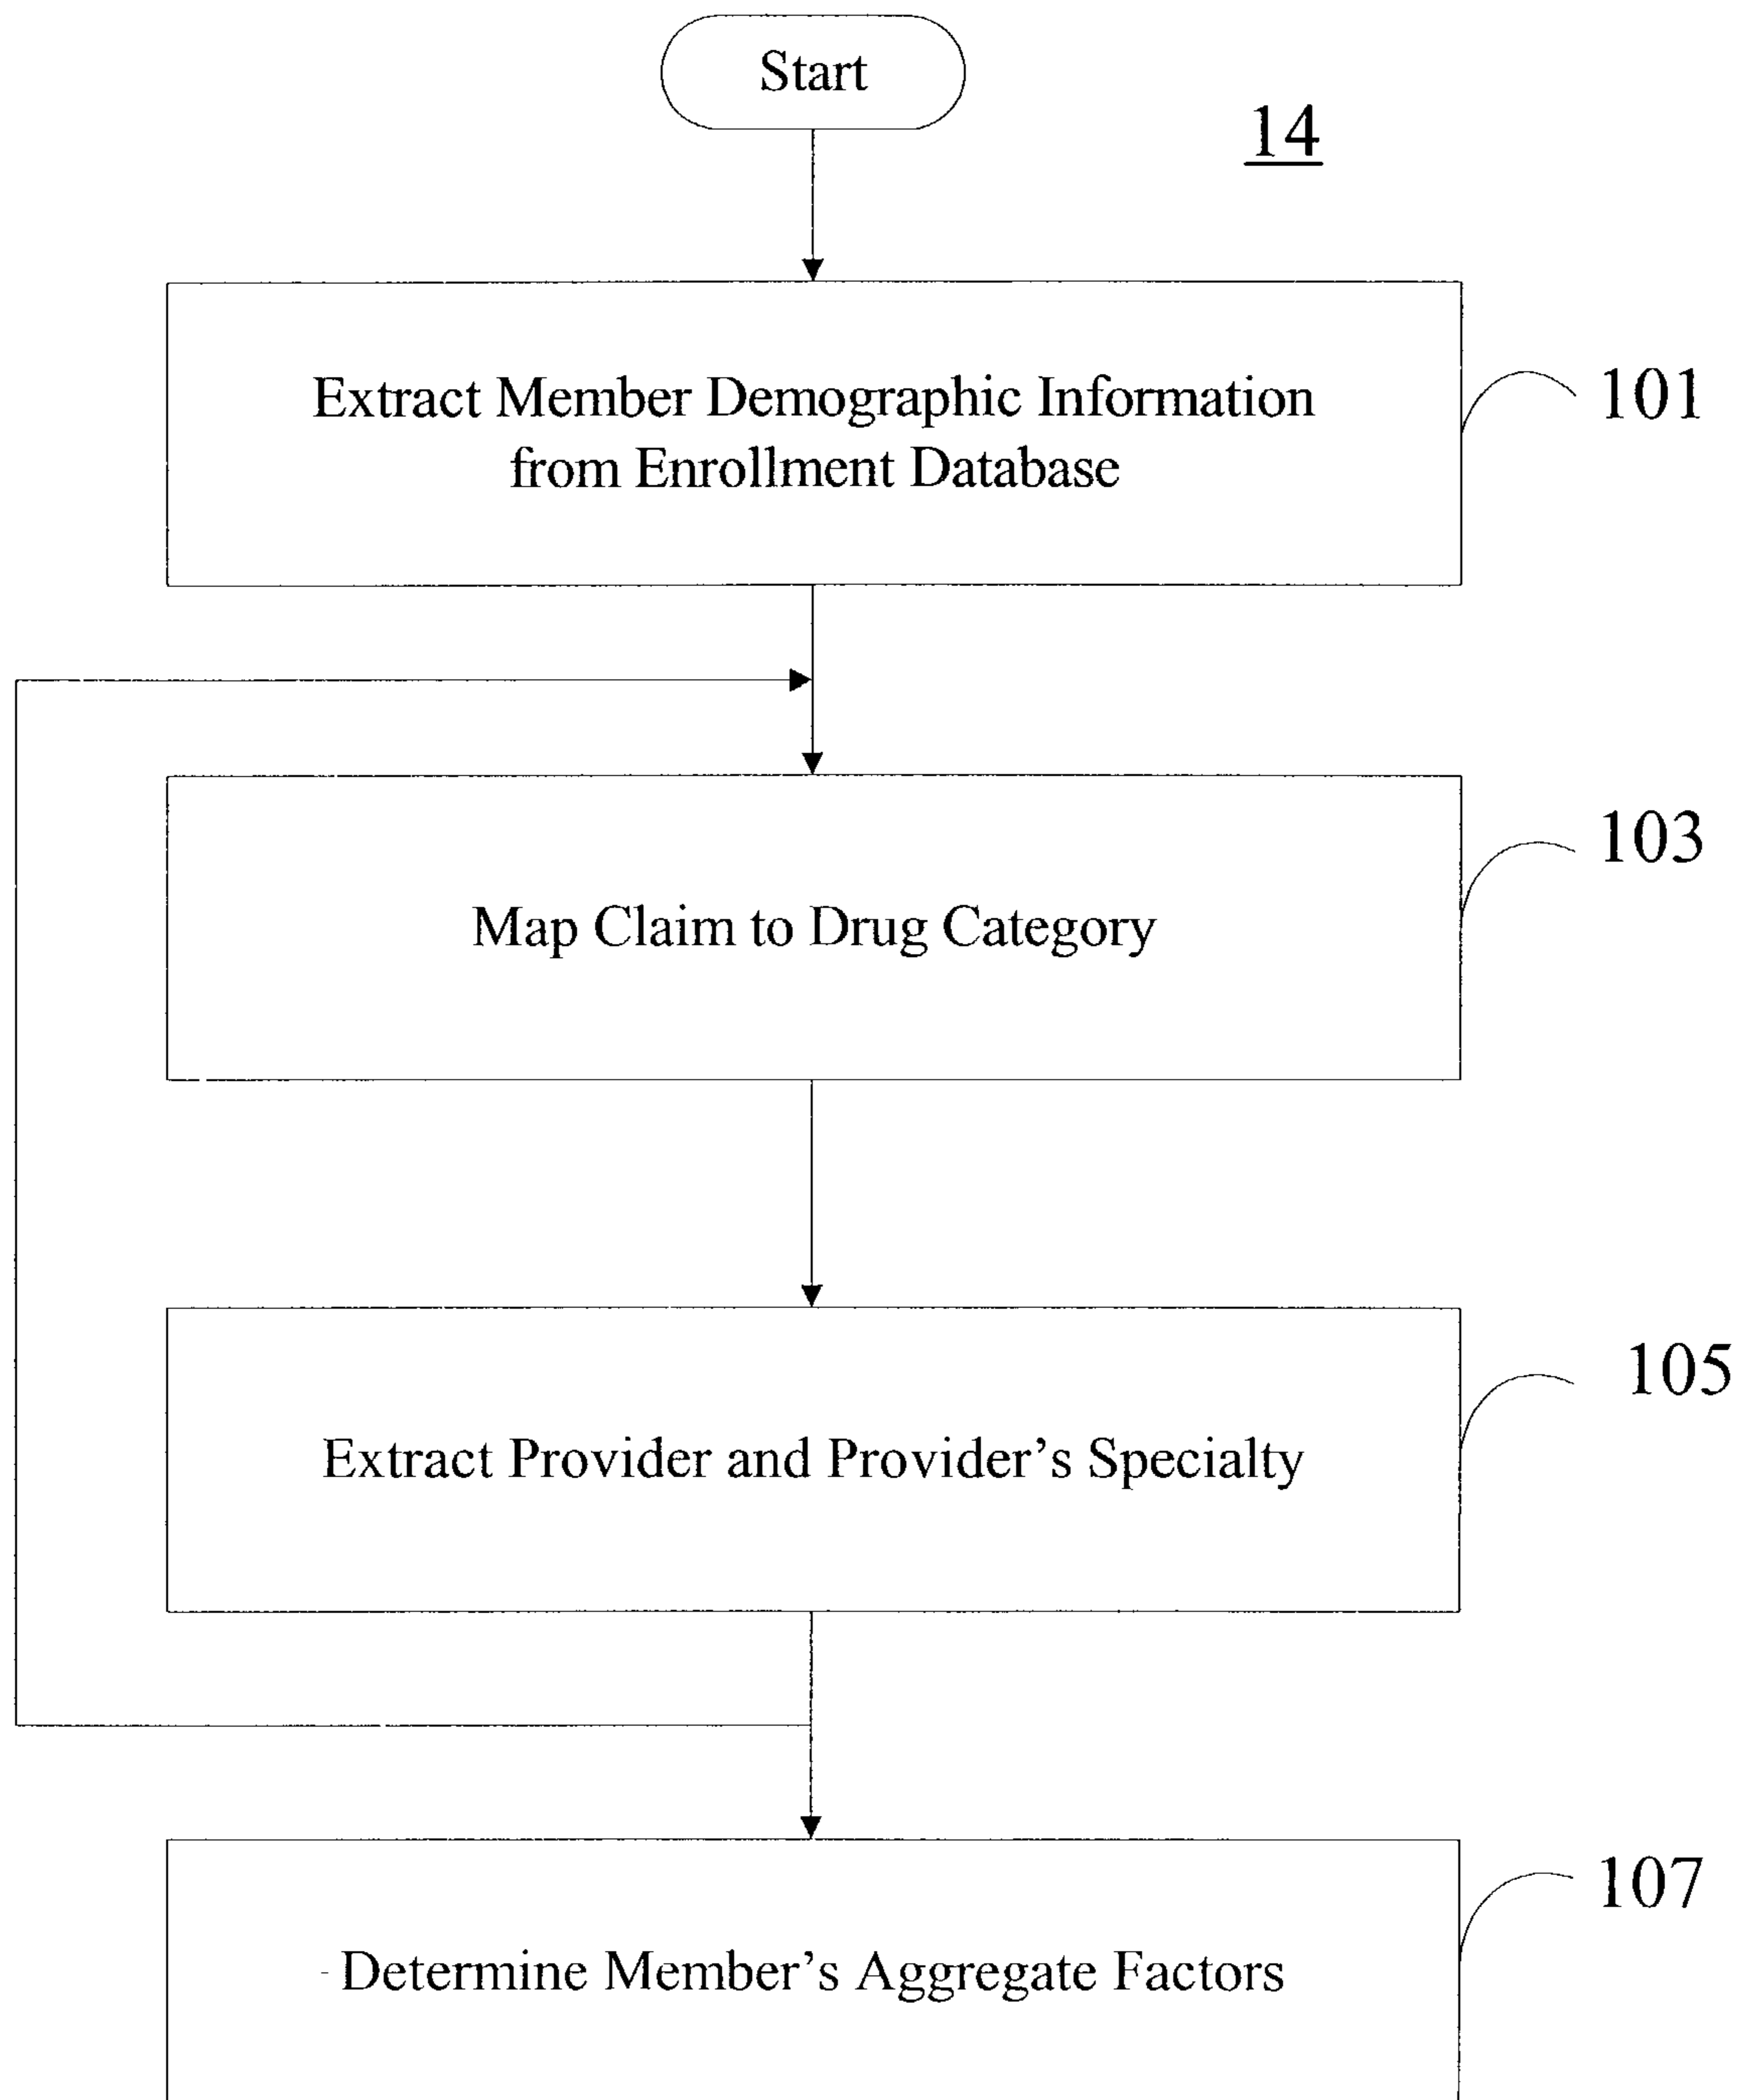 Start
14
Extract Member Demographic Information
from Enrollment Database
101
Map Claim to Drug Category
103
Extract Provider and Provider's Specialty
105
Determine Member's Aggregate Factors
107